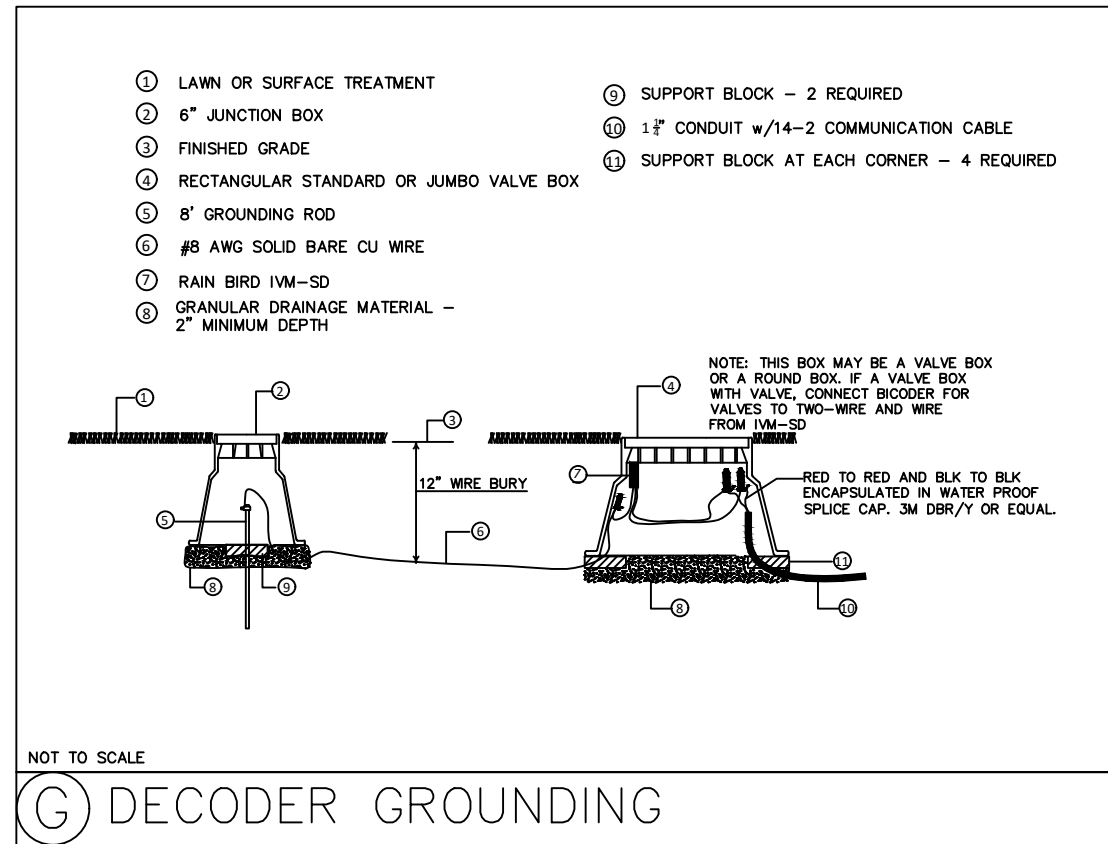 1 LAWN OR SURFACE TREATMENT
2 6" JUNCTION BOX
3 FINISHED GRADE
4 RECTANGULAR STANDARD OR JUMBO VALVE BOX
5 8' GROUNDING ROD
6 #8 AWG SOLID BARE CU WIRE
7 RAIN BIRD IVM-SD
8 GRANULAR DRAINAGE MATERIAL –
2" MINIMUM DEPTH
9 SUPPORT BLOCK – 2 REQUIRED
10 1 1/4" CONDUIT w/14-2 COMMUNICATION CABLE
11 SUPPORT BLOCK AT EACH CORNER – 4 REQUIRED
NOTE: THIS BOX MAY BE A VALVE BOX
OR A ROUND BOX. IF A VALVE BOX
WITH VALVE, CONNECT BICODER FOR
VALVES TO TWO-WIRE AND WIRE
FROM IVM-SD
1
2
3
4
7
12" WIRE BURY
RED TO RED AND BLK TO BLK
ENCAPSULATED IN WATER PROOF
SPLICE CAP. 3M DBR/Y OR EQUAL.
5
6
11
8
9
8
10
NOT TO SCALE
G DECODER GROUNDING